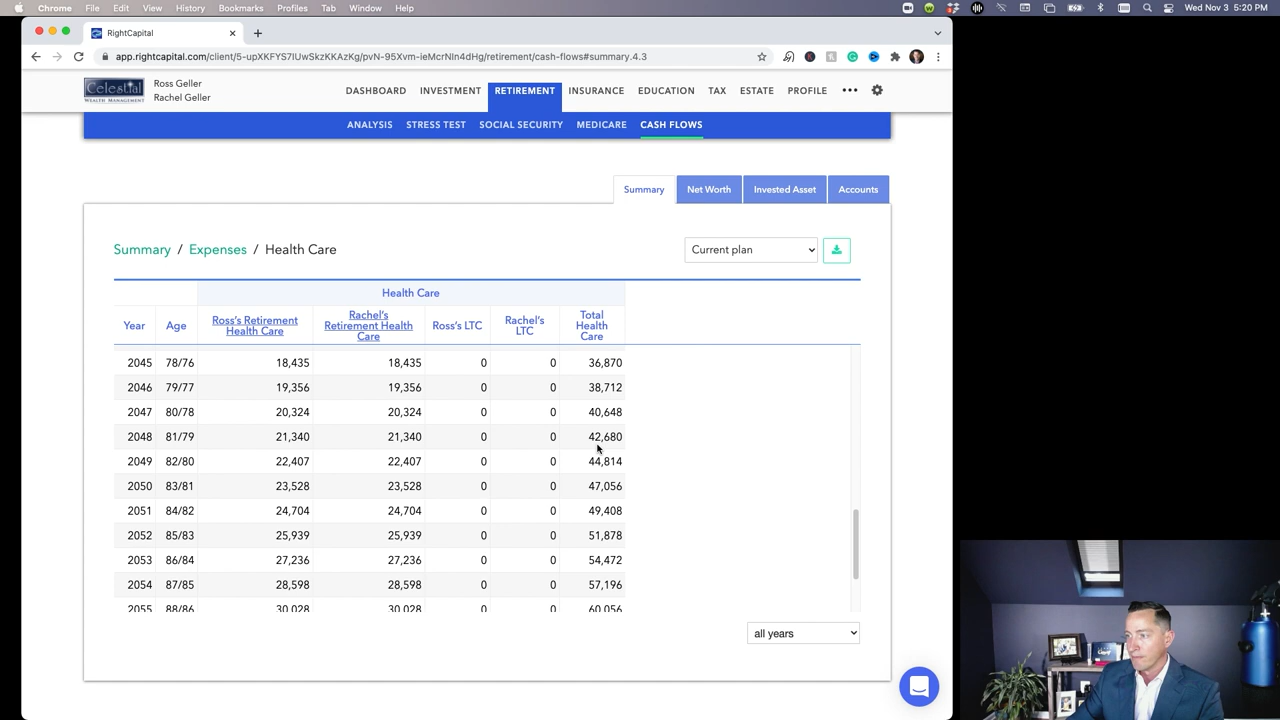 Chrome File Edit View History Bookmarks Profiles Tab Window Help Wed Nov 3 5:20 PM
RightCapital
app.rightcapital.com/client/5-upXKFYS7IUwSkzKKAzKg/pvN-95Xvm-ieMcrNIn4dHg/retirement/cash-flows#summary.4.3
Celestial
WEALTH MANAGEMENT
Ross Geller
Rachel Geller
DASHBOARD INVESTMENT RETIREMENT INSURANCE EDUCATION TAX ESTATE PROFILE
ANALYSIS STRESS TEST SOCIAL SECURITY MEDICARE CASH FLOWS
Summary Net Worth Invested Asset Accounts
Summary / Expenses / Health Care Current plan
Health Care
Year Age Ross's Retirement Health Care Rachel's Retirement Health Care Ross's LTC Rachel's LTC Total Health Care
2045 78/76 18,435 18,435 0 0 36,870
2046 79/77 19,356 19,356 0 0 38,712
2047 80/78 20,324 20,324 0 0 40,648
2048 81/79 21,340 21,340 0 0 42,680
2049 82/80 22,407 22,407 0 0 44,814
2050 83/81 23,528 23,528 0 0 47,056
2051 84/82 24,704 24,704 0 0 49,408
2052 85/83 25,939 25,939 0 0 51,878
2053 86/84 27,236 27,236 0 0 54,472
2054 87/85 28,598 28,598 0 0 57,196
2055 88/86 30,028 30,028 0 0 60,056
all years